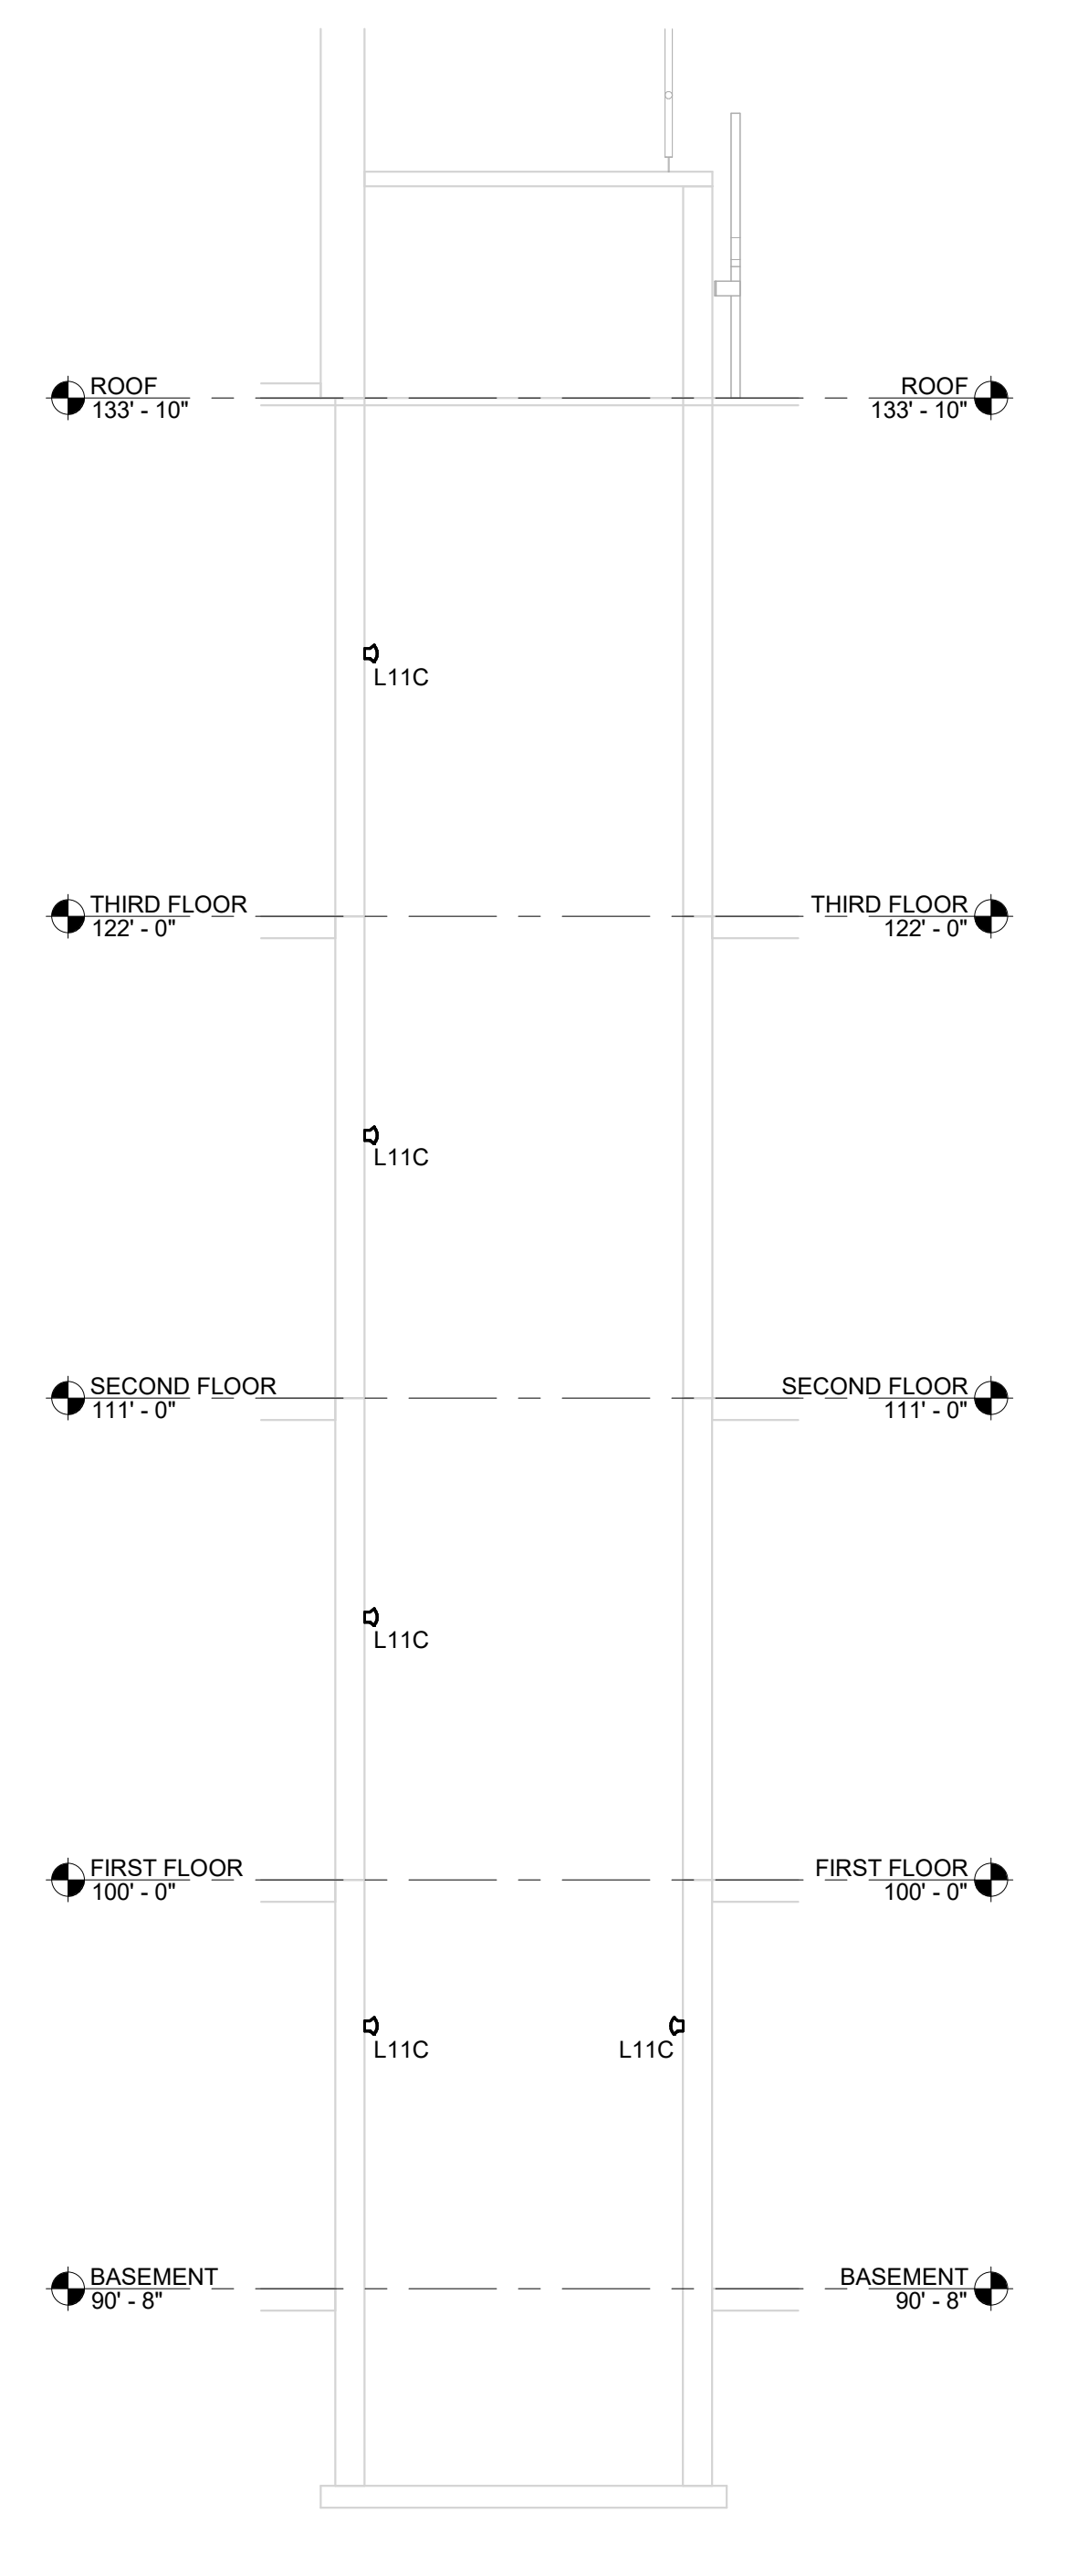 ROOF
133' - 10"
ROOF
133' - 10"
L11C
THIRD FLOOR
122' - 0"
THIRD FLOOR
122' - 0"
L11C
SECOND FLOOR
111' - 0"
SECOND FLOOR
111' - 0"
L11C
FIRST FLOOR
100' - 0"
FIRST FLOOR
100' - 0"
L11C
L11C
BASEMENT
90' - 8"
BASEMENT
90' - 8"